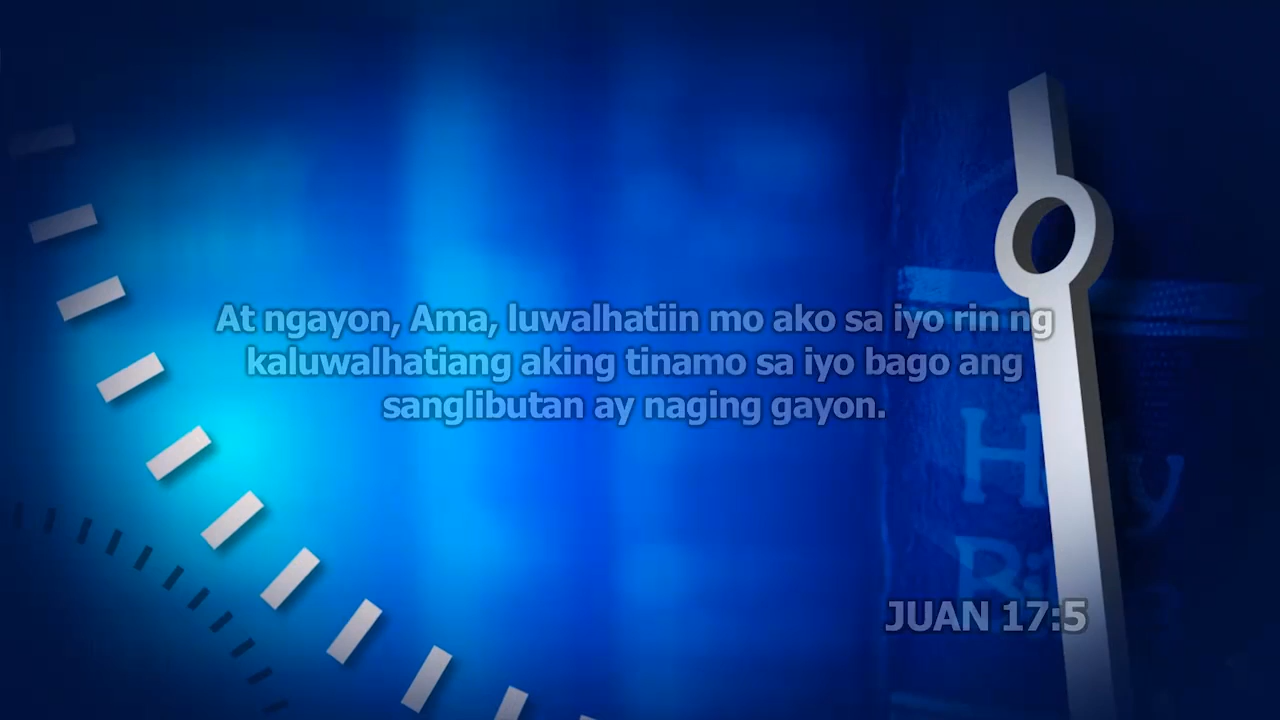 At ngayon, Ama, luwalhatiin mo ako sa iyo rin ng
kaluwalhatiang aking tinamo sa iyo bago ang
sanglibutan ay naging gayon.
JUAN 17:5